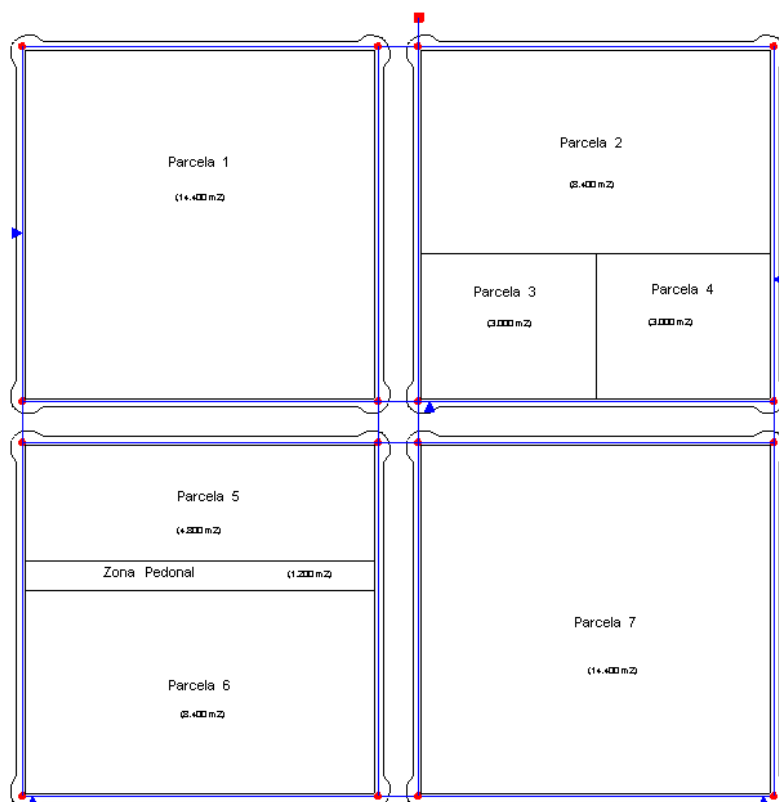 Parcela 1
(14.400 m2)
Parcela 2
(8.400 m2)
Parcela 3
(3.000 m2)
Parcela 4
(3.000 m2)
Parcela 5
(4.800 m2)
Zona Pedonal (1.200 m2)
Parcela 6
(8.400 m2)
Parcela 7
(14.400 m2)